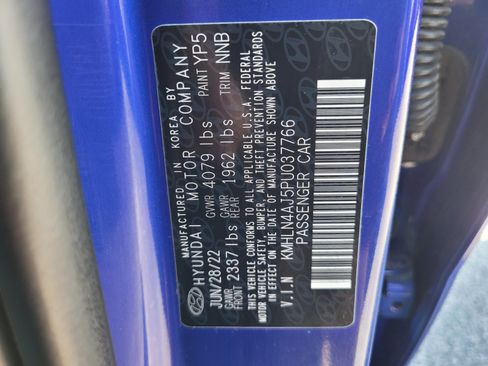 MFD. IN KOREA BY
HYUNDAI MOTOR COMPANY
JUN/28/22 GVWR 4079 lbs PAINT YP5
GAWR FRONT 2337 lbs GAWR REAR 1962 lbs TRIM NNB
THIS VEHICLE CONFORMS TO ALL APPLICABLE U.S.A. FEDERAL
MOTOR VEHICLE SAFETY, BUMPER, AND THEFT PREVENTION STANDARDS
IN EFFECT ON THE DATE OF MANUFACTURE SHOWN ABOVE
V.I.N KMHLN4AJ5PU037766
PASSENGER CAR